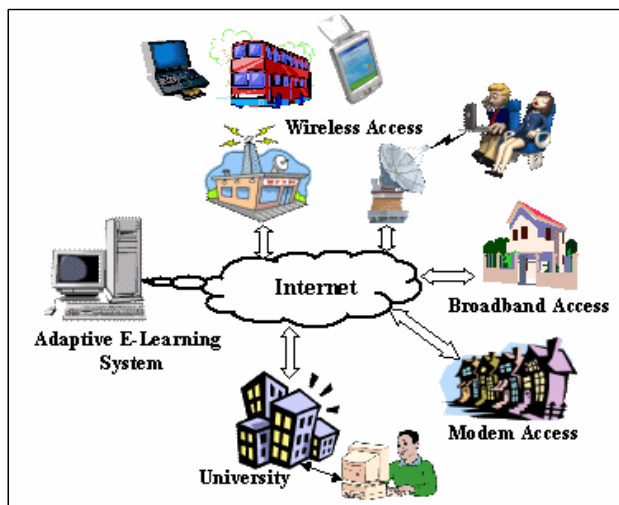 Wireless Access
Internet
Broadband Access
Adaptive E-Learning
System
Modem Access
University